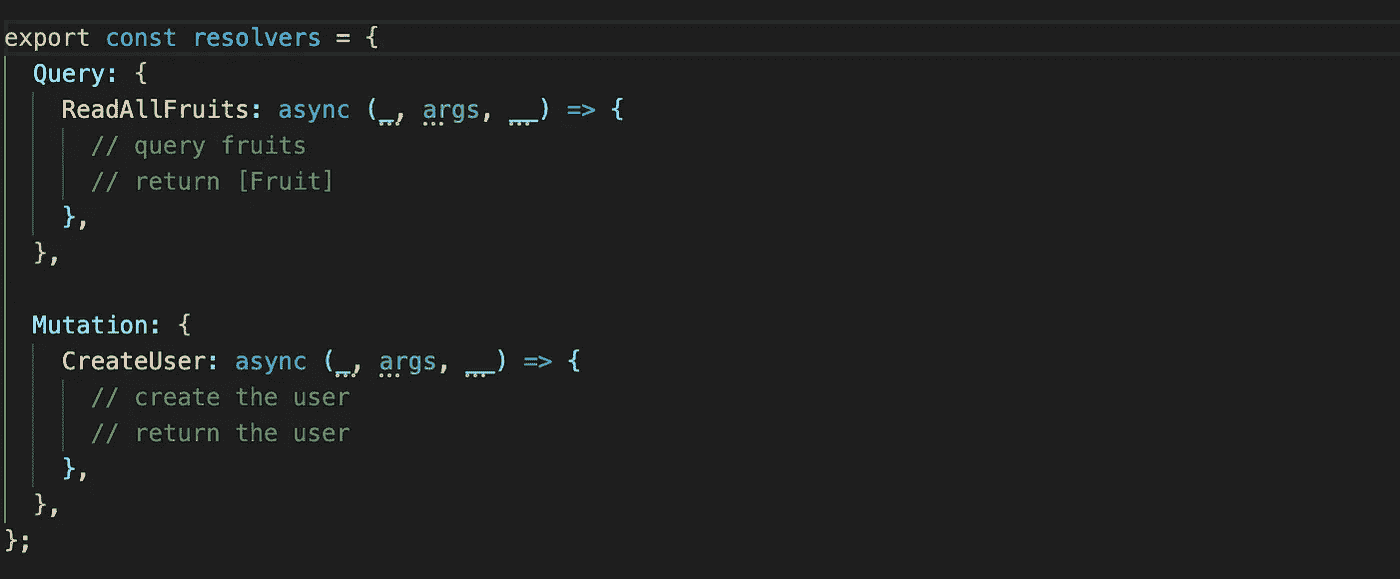 export const resolvers = {
  Query: {
    ReadAllFruits: async (_, args, __) => {
      // query fruits
      // return [Fruit]
    },
  },

  Mutation: {
    CreateUser: async (_, args, __) => {
      // create the user
      // return the user
    },
  },
};